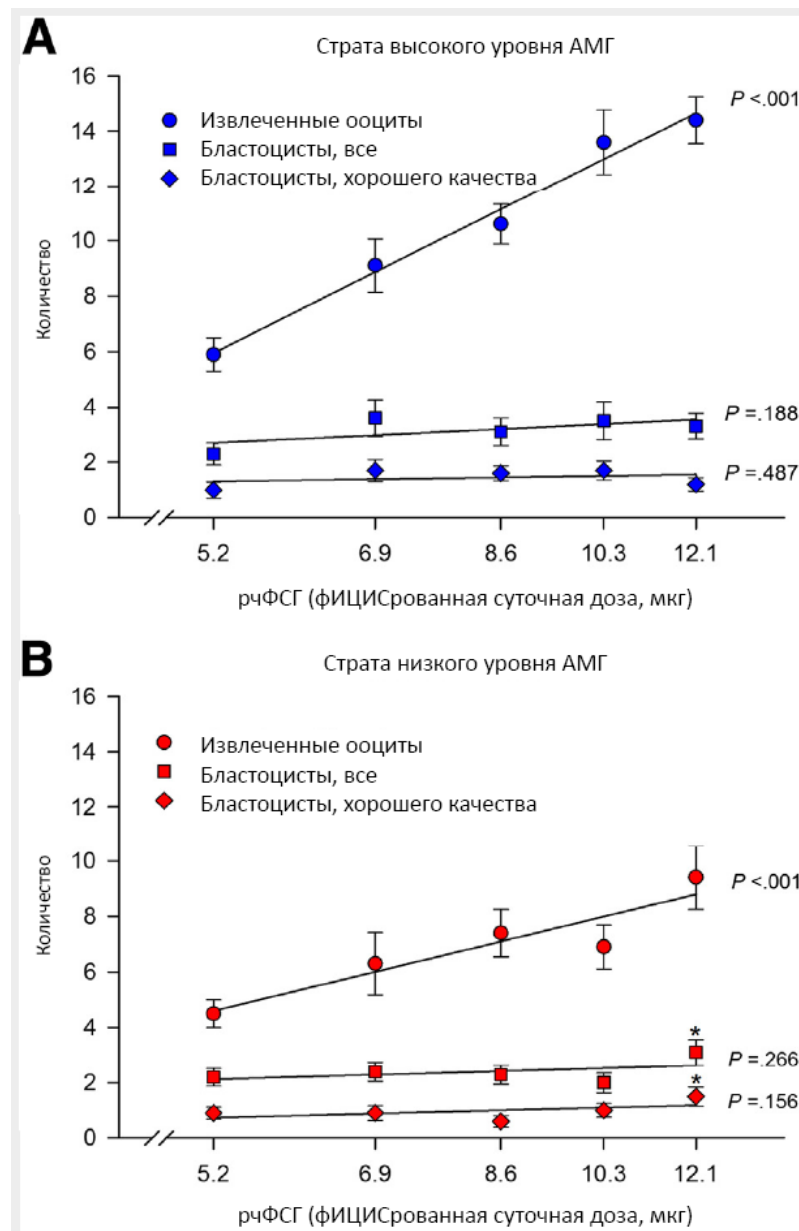 A
Страта высокого уровня АМГ
16
14
12
10
8
6
4
2
0
Количество
Извлеченные ооциты
Бластоцисты, все
Бластоцисты, хорошего качества
P <.001
P =.188
P =.487
5.2 6.9 8.6 10.3 12.1
рчФСГ (фИЦИСрованная суточная доза, мкг)
B
Страта низкого уровня АМГ
16
14
12
10
8
6
4
2
0
Количество
Извлеченные ооциты
Бластоцисты, все
Бластоцисты, хорошего качества
P <.001
*
P =.266
*
P =.156
5.2 6.9 8.6 10.3 12.1
рчФСГ (фИЦИСрованная суточная доза, мкг)